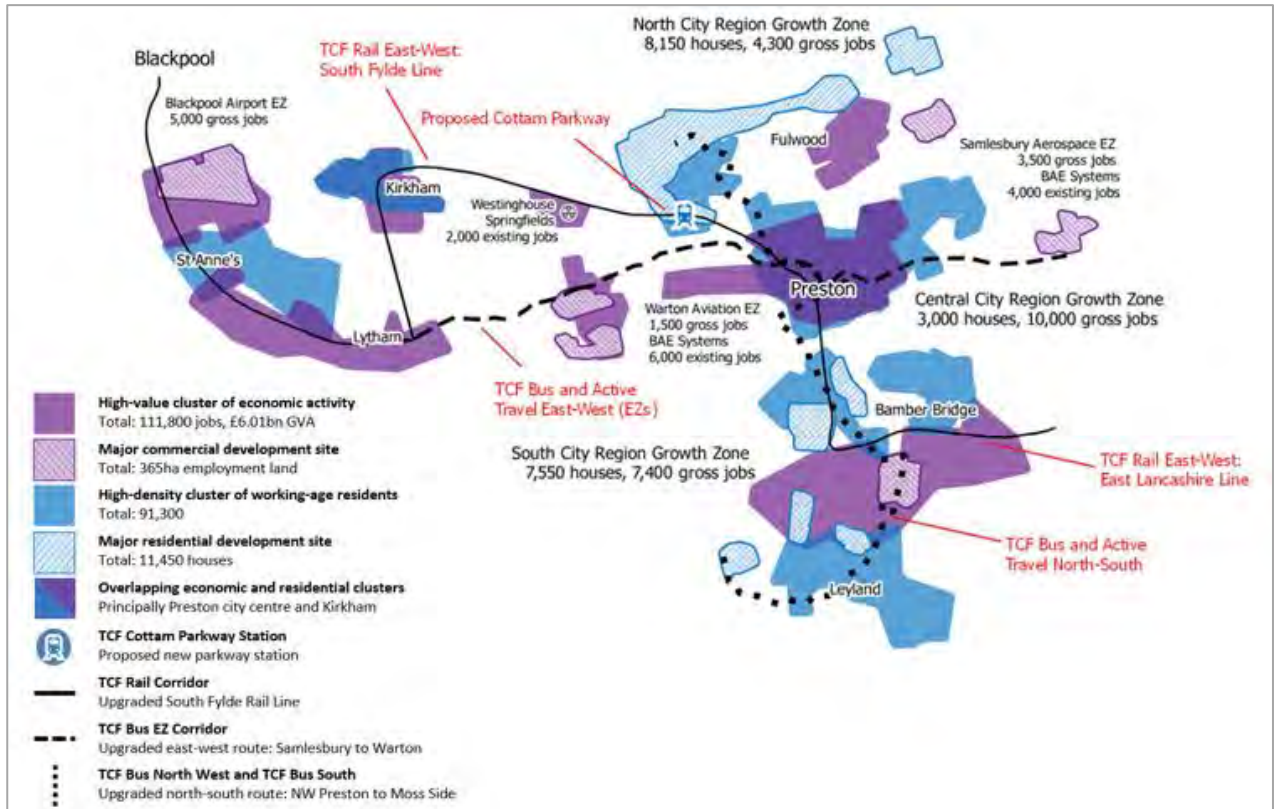 North City Region Growth Zone
8,150 houses, 4,300 gross jobs
TCF Rail East-West:
South Fylde Line
Blackpool
Blackpool Airport EZ
5,000 gross jobs
Proposed Cottam Parkway
Fulwood
Samlesbury Aerospace EZ
3,500 gross jobs
BAE Systems
4,000 existing jobs
Kirkham
Westinghouse
Springfields
2,000 existing jobs
St Anne's
Preston
Central City Region Growth Zone
3,000 houses, 10,000 gross jobs
Warton Aviation EZ
1,500 gross jobs
BAE Systems
6,000 existing jobs
Lytham
TCF Bus and Active
Travel East-West (EZs)
Bamber Bridge
South City Region Growth Zone
7,550 houses, 7,400 gross jobs
TCF Rail East-West:
East Lancashire Line
TCF Bus and Active
Travel North-South
Leyland
High-value cluster of economic activity
Total: 111,800 jobs, £6.01bn GVA
Major commercial development site
Total: 365ha employment land
High-density cluster of working-age residents
Total: 91,300
Major residential development site
Total: 11,450 houses
Overlapping economic and residential clusters
Principally Preston city centre and Kirkham
TCF Cottam Parkway Station
Proposed new parkway station
TCF Rail Corridor
Upgraded South Fylde Rail Line
TCF Bus EZ Corridor
Upgraded east-west route: Samlesbury to Warton
TCF Bus North West and TCF Bus South
Upgraded north-south route: NW Preston to Moss Side